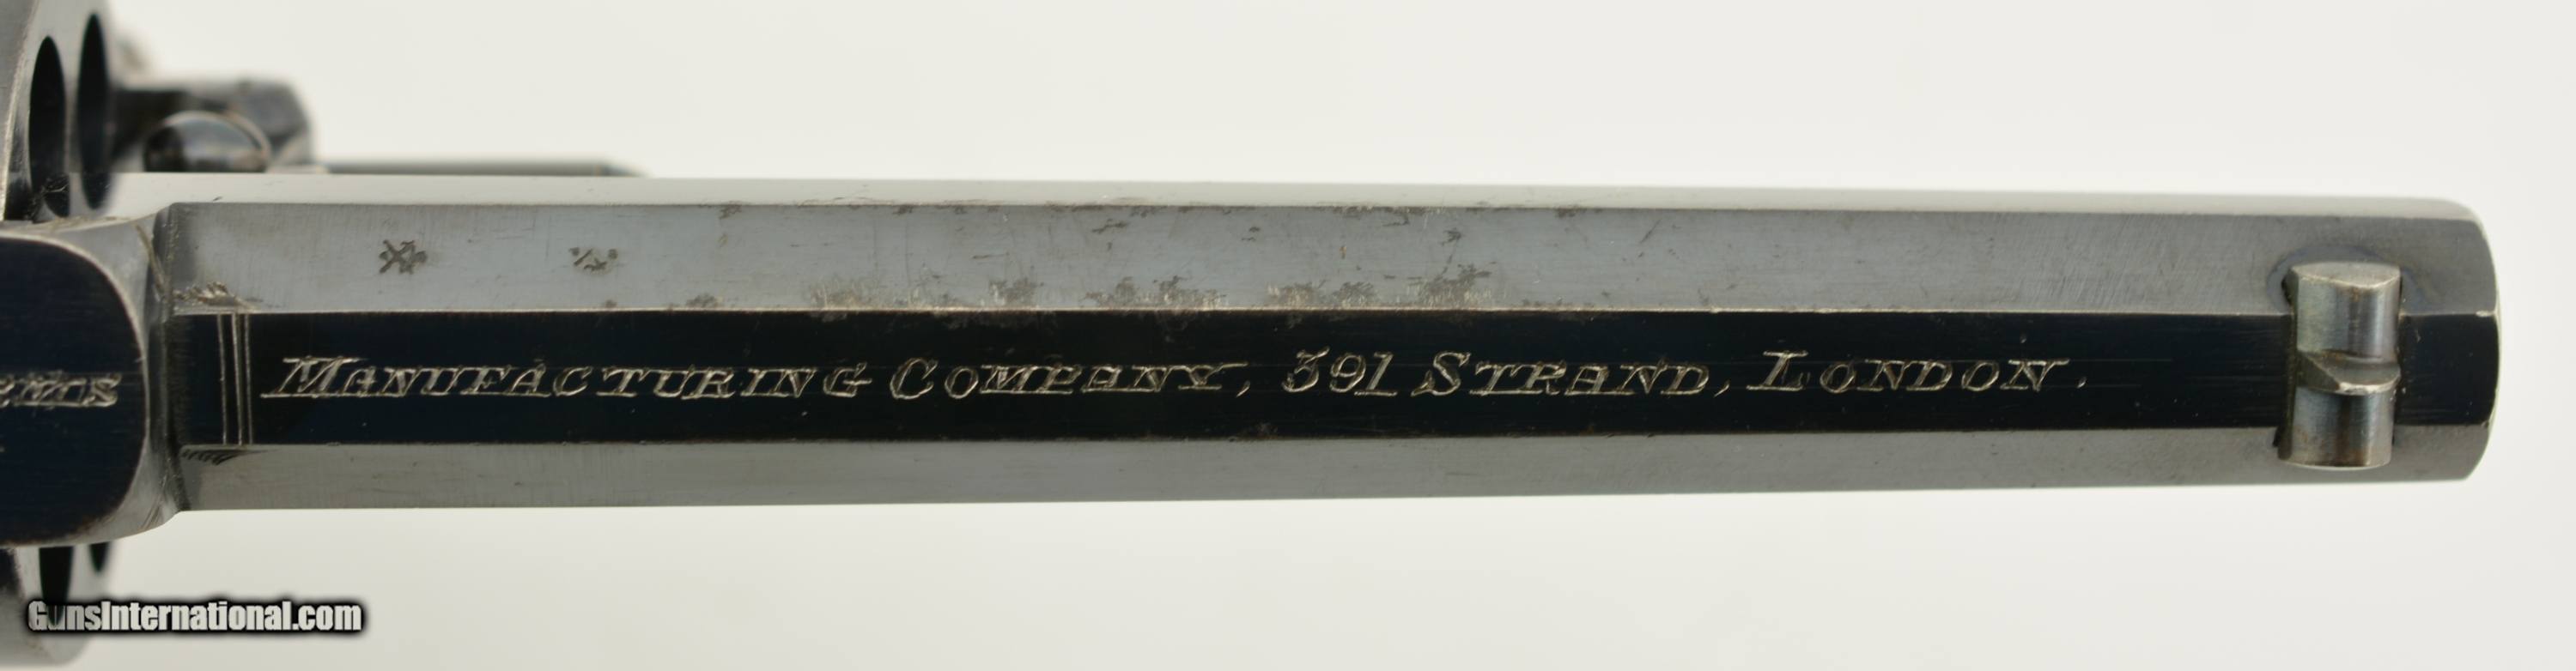 MANUFACTURING COMPANY, 391 STRAND, LONDON.
GunsInternational.com